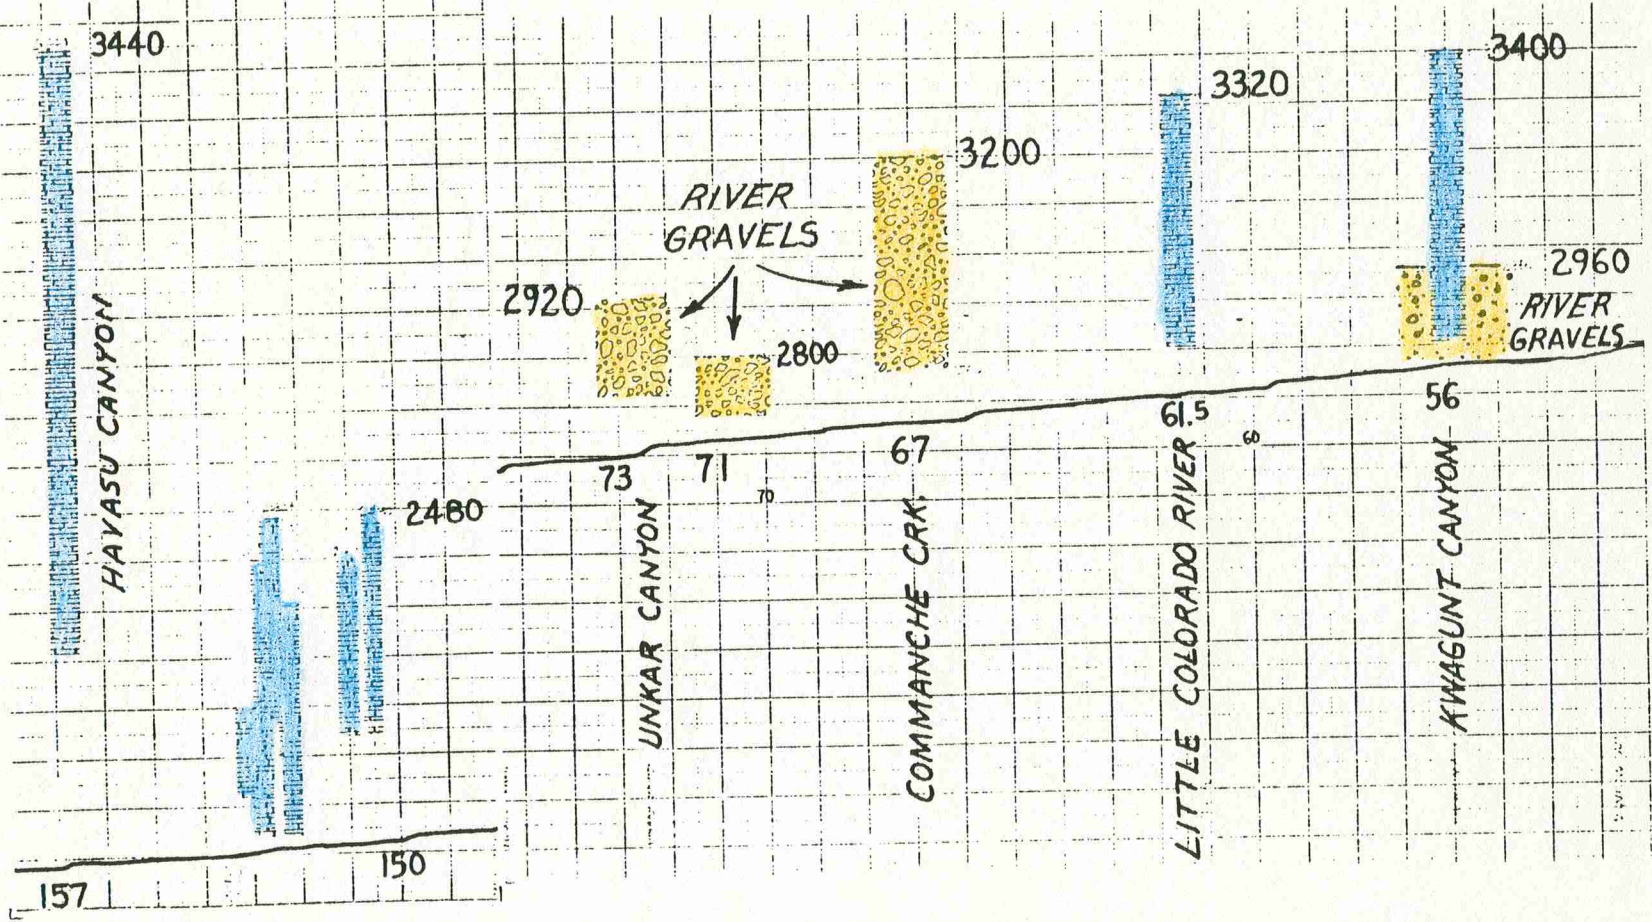 3440
HAVASU CANYON
2480
157
150
RIVER
GRAVELS
2920
2800
3200
3320
3400
2960
RIVER
GRAVELS
73
71
70
67
61.5
60
56
UNKAR CANYON
COMMANCHE CRK.
LITTLE COLORADO RIVER
KWAGUNT CANYON